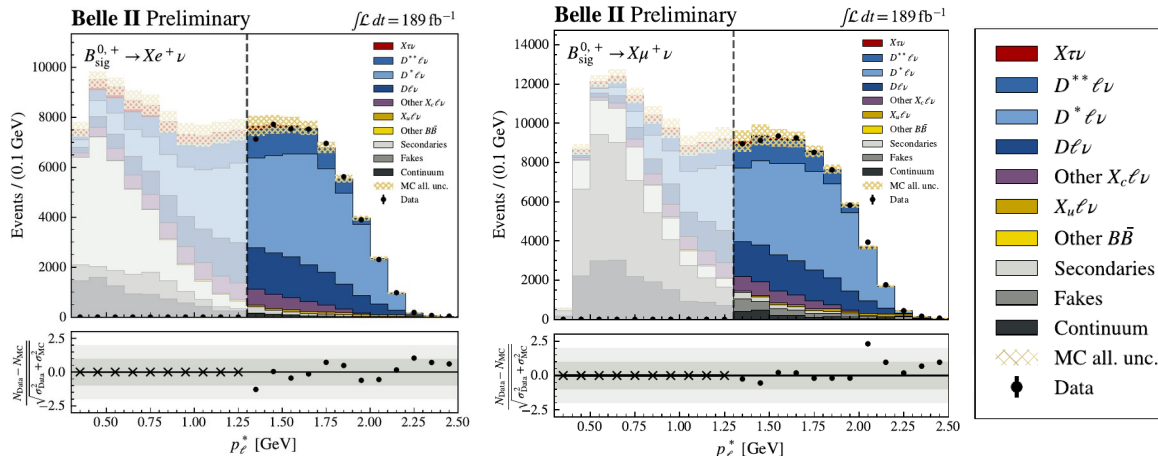 Belle II Preliminary ∫ℒ dt = 189 fb⁻¹
B⁰,⁺sig → Xe⁺ν
Xτν
D**ℓν
D*ℓν
Dℓν
Other X_cℓν
X_uℓν
Other BB̄
Secondaries
Fakes
Continuum
MC all. unc.
Data
Events / (0.1 GeV)
10000
8000
6000
4000
2000
0
N_Data − N_MC
√σ²_Data + σ²_MC
2.5
0.0
−2.5
0.50 0.75 1.00 1.25 1.50 1.75 2.00 2.25 2.50
p*ℓ [GeV]
Belle II Preliminary ∫ℒ dt = 189 fb⁻¹
B⁰,⁺sig → Xμ⁺ν
Xτν
D**ℓν
D*ℓν
Dℓν
Other X_cℓν
X_uℓν
Other BB̄
Secondaries
Fakes
Continuum
MC all. unc.
Data
Events / (0.1 GeV)
14000
12000
10000
8000
6000
4000
2000
0
N_Data − N_MC
√σ²_Data + σ²_MC
2.5
0.0
−2.5
0.50 0.75 1.00 1.25 1.50 1.75 2.00 2.25 2.50
p*ℓ [GeV]
Xτν
D**ℓν
D*ℓν
Dℓν
Other X_cℓν
X_uℓν
Other BB̄
Secondaries
Fakes
Continuum
MC all. unc.
Data